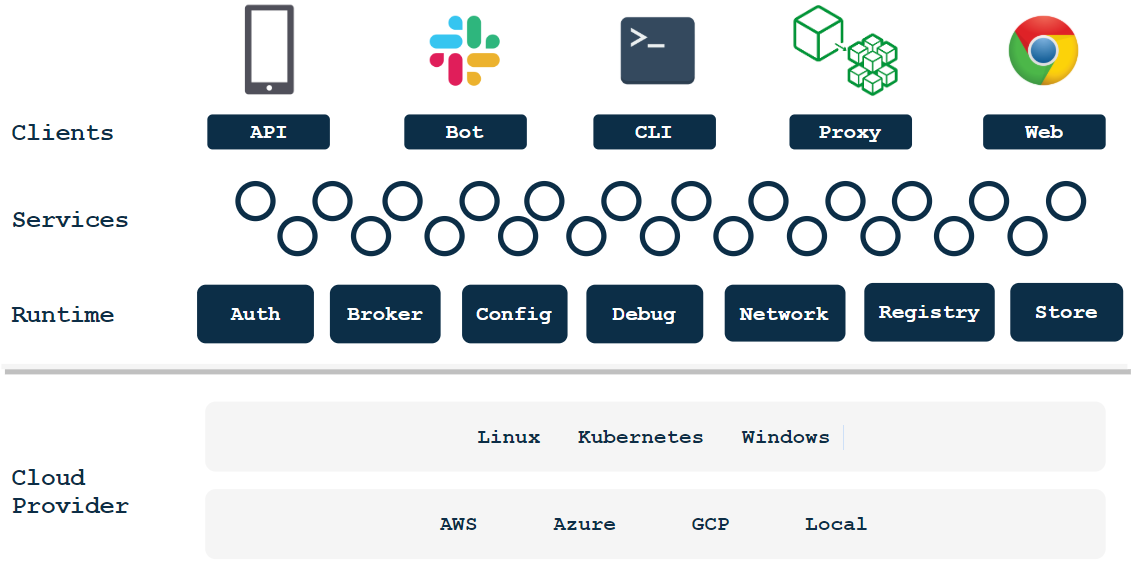 >_
Clients API Bot CLI Proxy Web
Services
Runtime Auth Broker Config Debug Network Registry Store
Linux Kubernetes Windows
Cloud
Provider
AWS Azure GCP Local